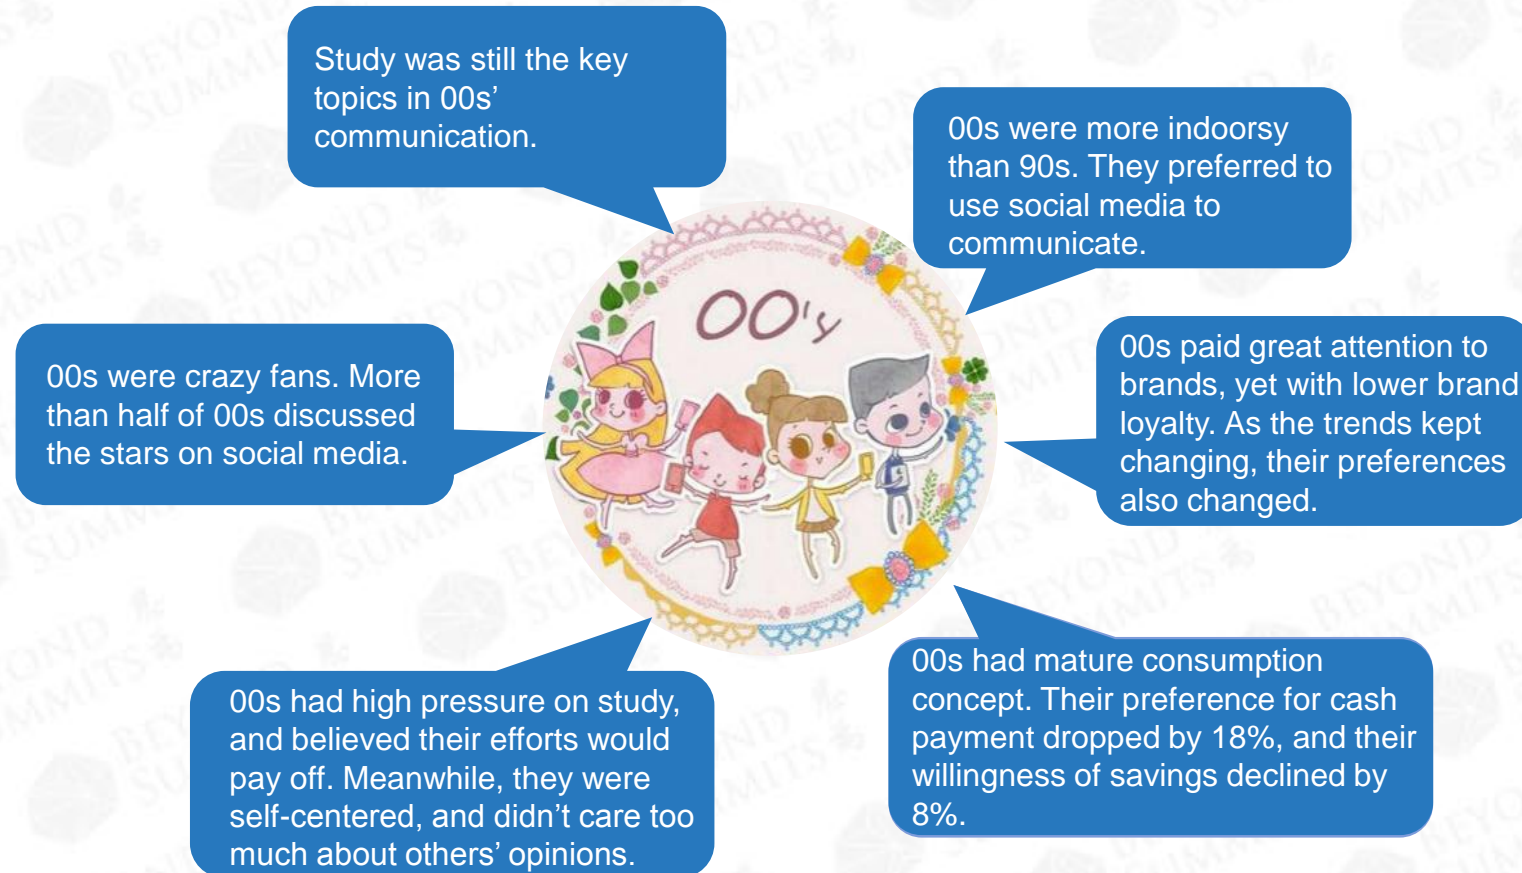 Study was still the key
topics in 00s’
communication.
00s were more indoorsy
than 90s. They preferred to
use social media to
communicate.
00s were crazy fans. More
than half of 00s discussed
the stars on social media.
00'y
00s paid great attention to
brands, yet with lower brand
loyalty. As the trends kept
changing, their preferences
also changed.
00s had high pressure on study,
and believed their efforts would
pay off. Meanwhile, they were
self-centered, and didn’t care too
much about others’ opinions.
00s had mature consumption
concept. Their preference for cash
payment dropped by 18%, and their
willingness of savings declined by
8%.
BEYOND
SUMMITS